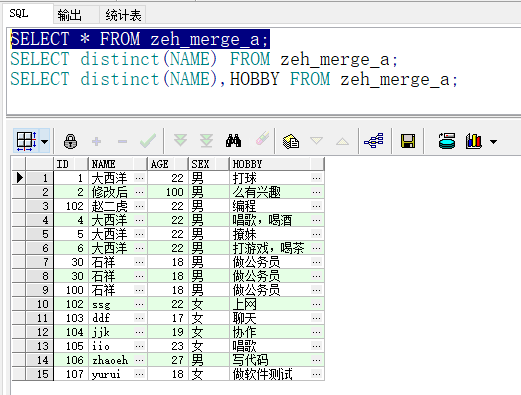 SQL 输出 统计表
SELECT * FROM zeh_merge_a;
SELECT distinct(NAME) FROM zeh_merge_a;
SELECT distinct(NAME),HOBBY FROM zeh_merge_a;
ID NAME AGE SEX HOBBY
1 1 大西洋 … 22 男 打球 …
2 2 修改后 … 100 男 么有兴趣 …
3 102 赵二虎 … 22 男 编程 …
4 4 大西洋 … 22 男 唱歌，喝酒 …
5 5 大西洋 … 22 男 撩妹 …
6 6 大西洋 … 22 男 打游戏，喝茶 …
7 30 石祥 … 18 男 做公务员 …
8 30 石祥 … 18 男 做公务员 …
9 100 石祥 … 18 男 做公务员 …
10 102 ssg … 22 女 上网 …
11 103 ddf … 17 女 聊天 …
12 104 jjk … 19 女 协作 …
13 105 iio … 23 女 唱歌 …
14 106 zhaoeh … 27 男 写代码 …
15 107 yurui … 18 女 做软件测试 …